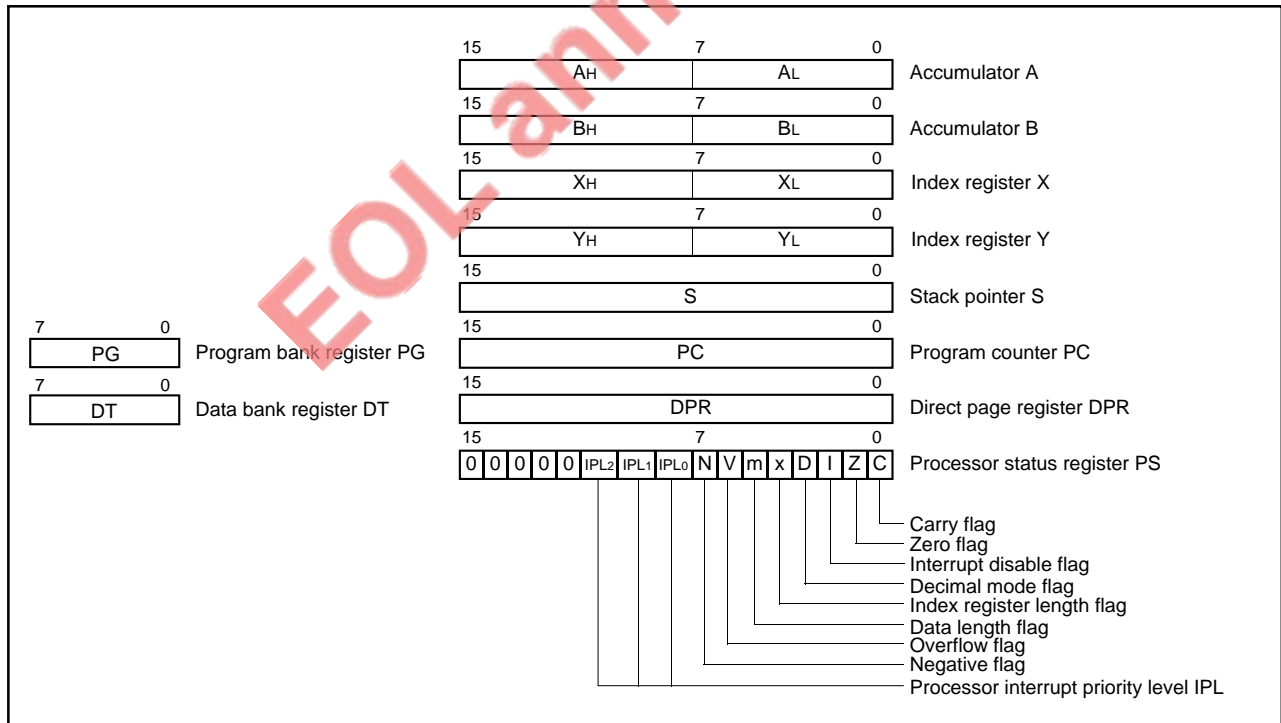 15 7 0
AH AL Accumulator A
15 7 0
BH BL Accumulator B
15 7 0
XH XL Index register X
15 7 0
YH YL Index register Y
15 0
S Stack pointer S
7 0 15 0
PG Program bank register PG PC Program counter PC
7 0 15 0
DT Data bank register DT DPR Direct page register DPR
15 7 0
0 0 0 0 0 IPL2 IPL1 IPL0 N V m x D I Z C Processor status register PS
Carry flag
Zero flag
Interrupt disable flag
Decimal mode flag
Index register length flag
Data length flag
Overflow flag
Negative flag
Processor interrupt priority level IPL
EOL ann